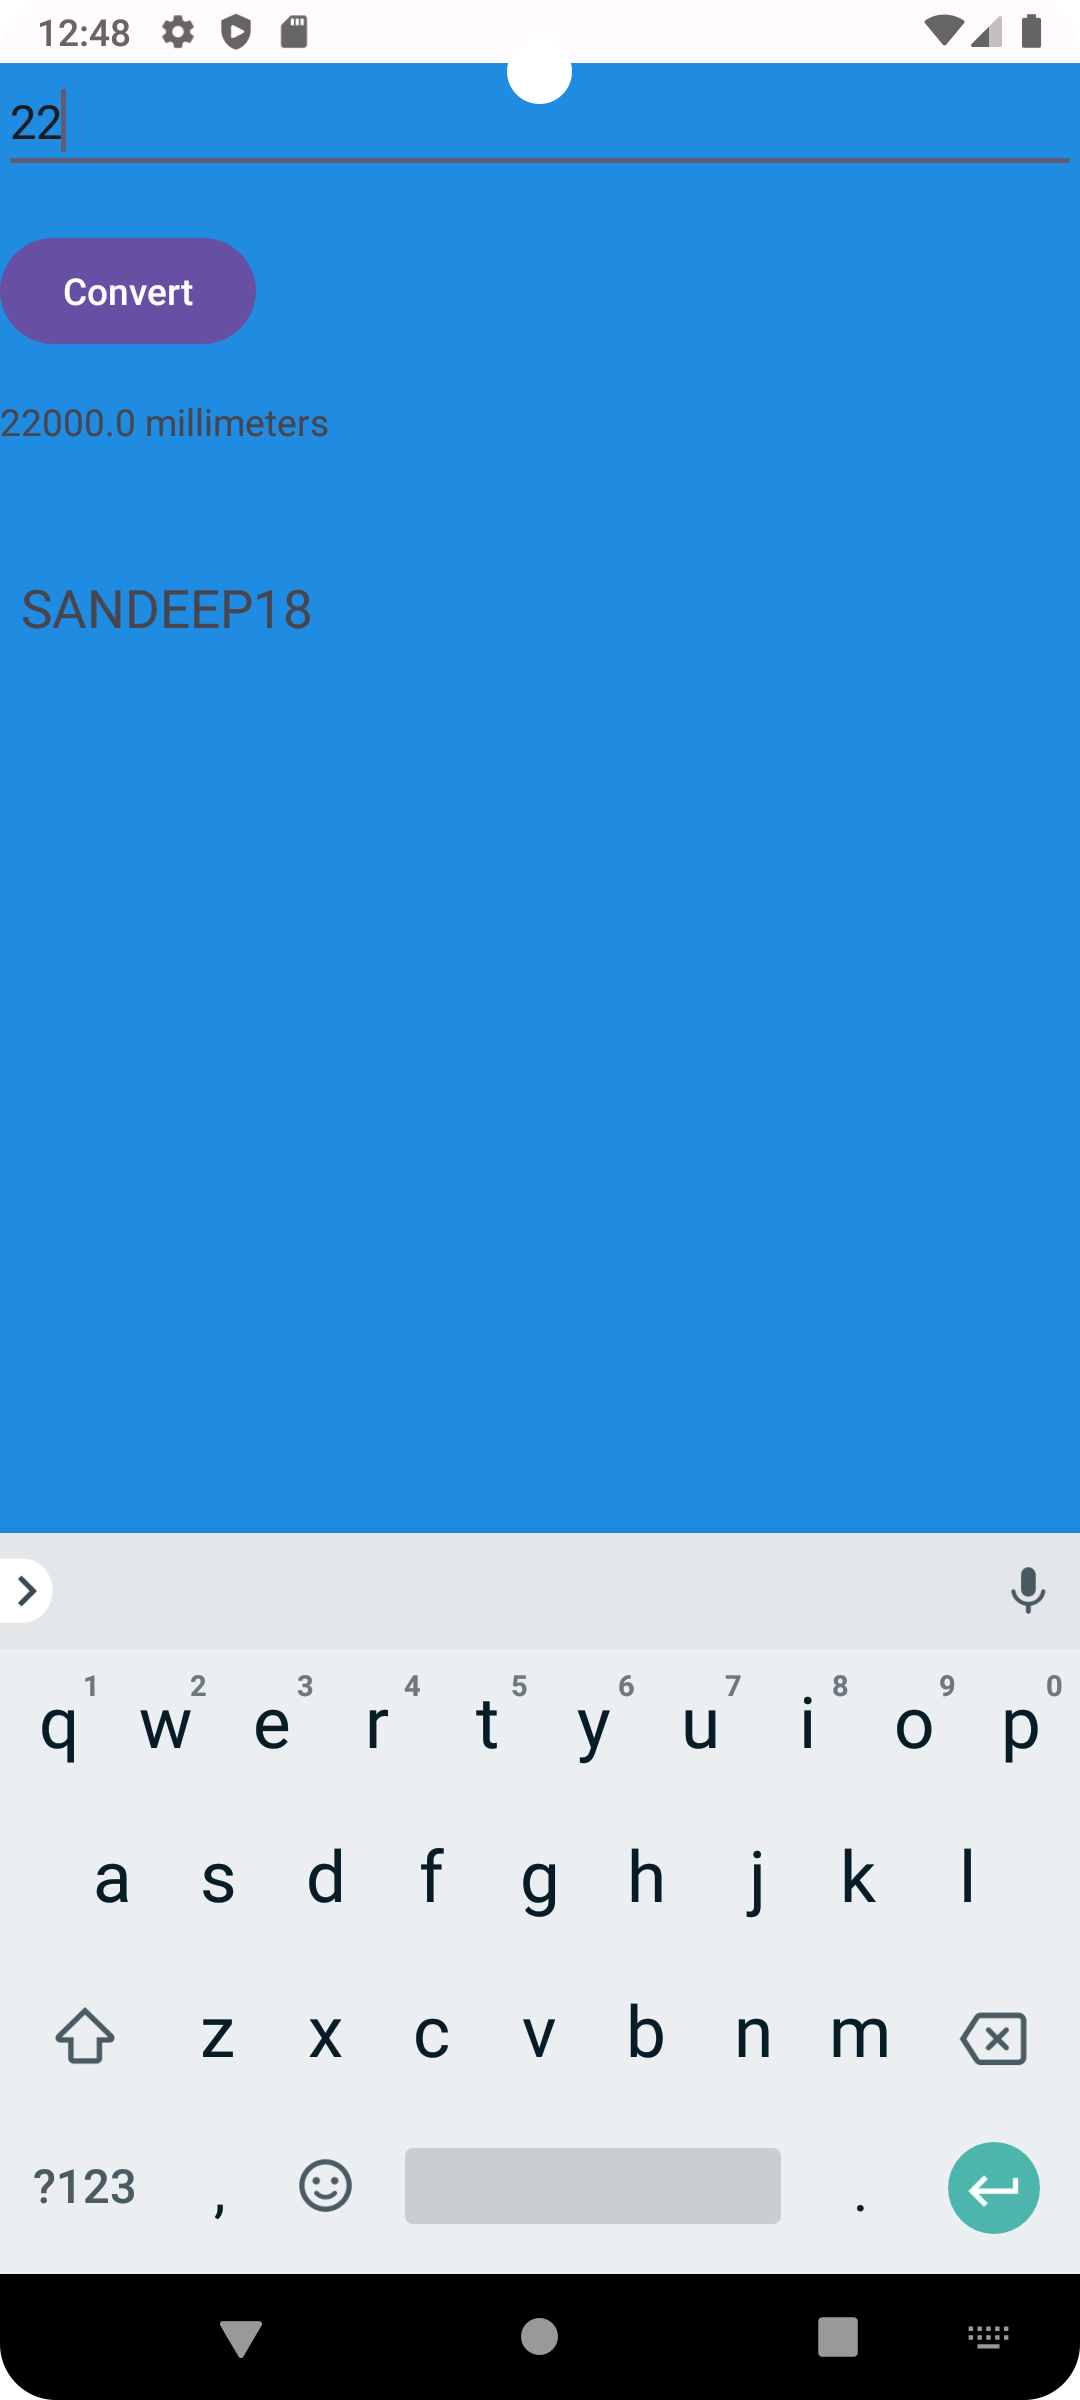 12:48
22
Convert
22000.0 millimeters
SANDEEP18
1 2 3 4 5 6 7 8 9 0
q w e r t y u i o p
a s d f g h j k l
z x c v b n m
?123 , .